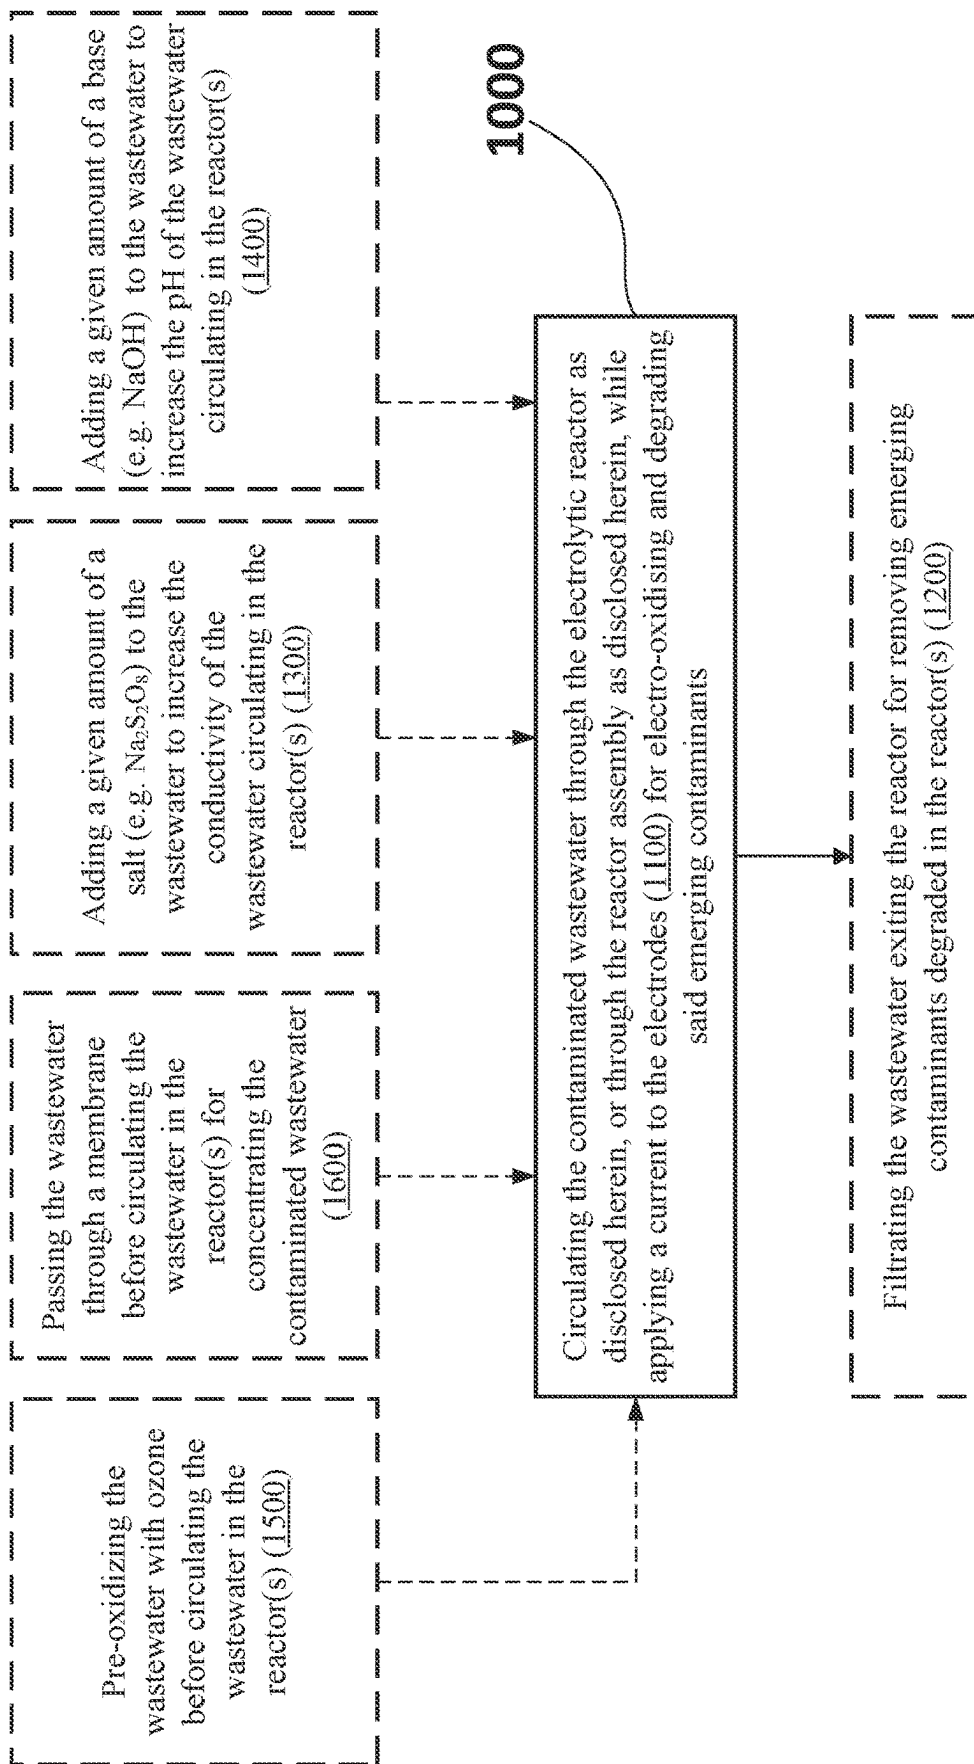 Pre-oxidizing the
wastewater with ozone
before circulating the
wastewater in the
reactor(s) (1500)
Passing the wastewater
through a membrane
before circulating the
wastewater in the
reactor(s) for
concentrating the
contaminated wastewater
(1600)
Adding a given amount of a
salt (e.g. Na₂S₂O₈) to the
wastewater to increase the
conductivity of the
wastewater circulating in the
reactor(s) (1300)
Adding a given amount of a base
(e.g. NaOH) to the wastewater to
increase the pH of the wastewater
circulating in the reactor(s)
(1400)
1000
Circulating the contaminated wastewater through the electrolytic reactor as
disclosed herein, or through the reactor assembly as disclosed herein, while
applying a current to the electrodes (1100) for electro-oxidising and degrading
said emerging contaminants
Filtrating the wastewater exiting the reactor for removing emerging
contaminants degraded in the reactor(s) (1200)